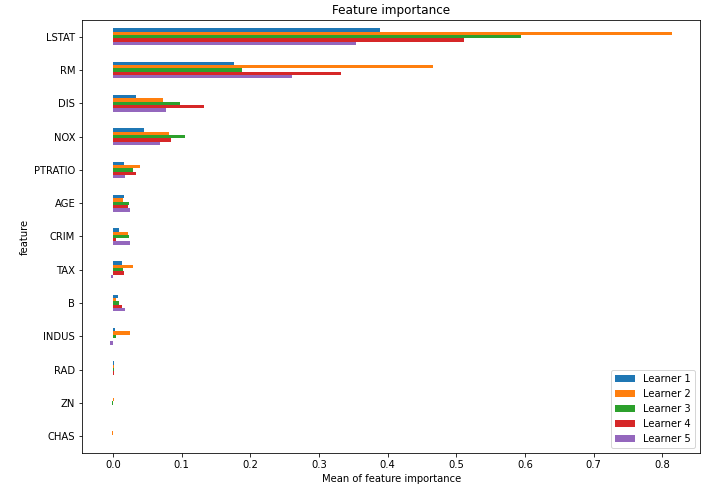 Feature importance
LSTAT
RM
DIS
NOX
PTRATIO
AGE
CRIM
TAX
B
INDUS
RAD
ZN
CHAS
feature
Learner 1
Learner 2
Learner 3
Learner 4
Learner 5
0.0 0.1 0.2 0.3 0.4 0.5 0.6 0.7 0.8
Mean of feature importance